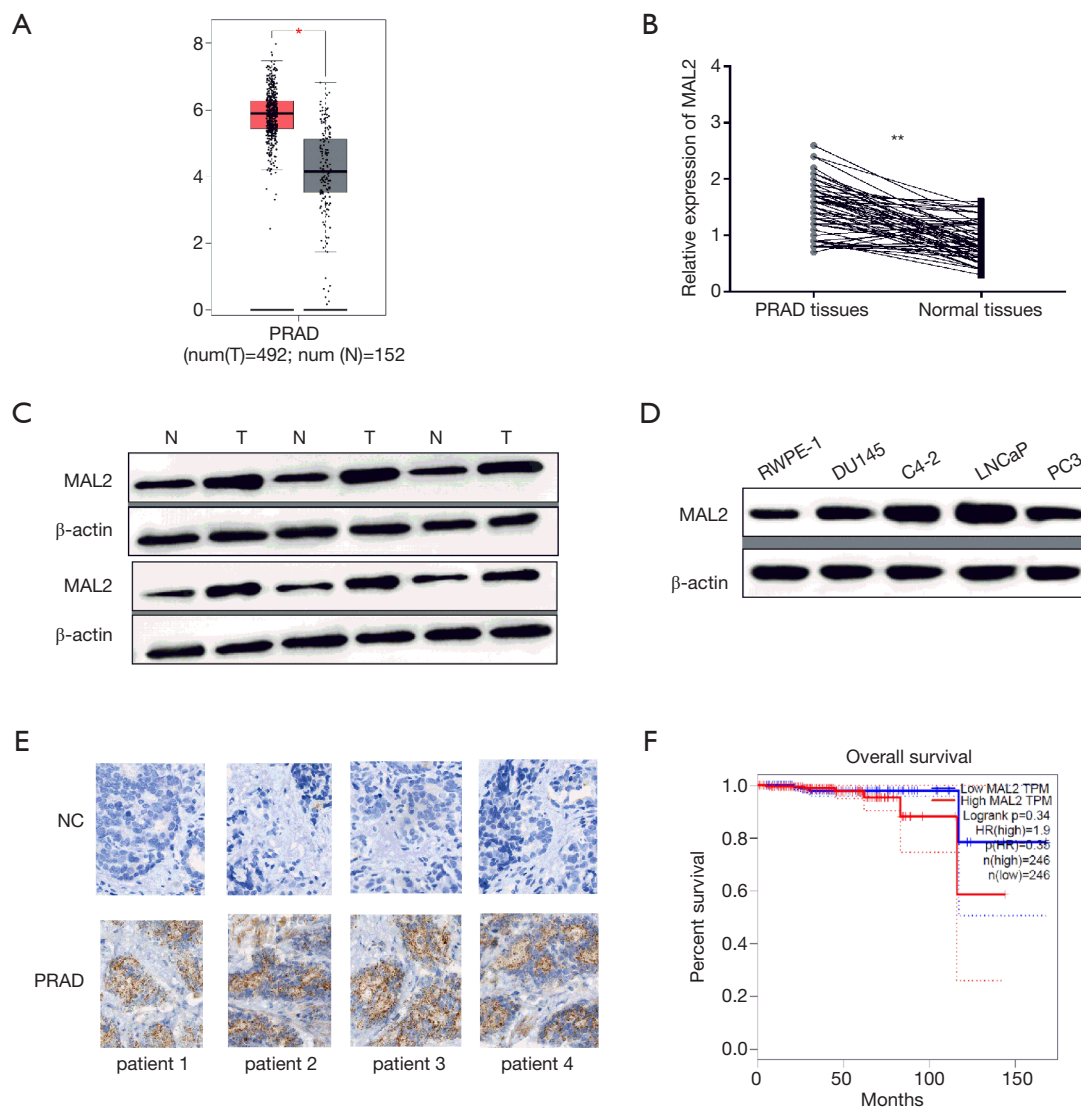 A
8
6
4
2
0
*
PRAD
(num(T)=492; num (N)=152
B
Relative expression of MAL2
4
3
2
1
0
**
PRAD tissues
Normal tissues
C
N T N T N T
MAL2
β-actin
MAL2
β-actin
D
RWPE-1 DU145 C4-2 LNCaP PC3
MAL2
β-actin
E
NC
PRAD
patient 1 patient 2 patient 3 patient 4
F
Overall survival
Percent survival
1.0
0.8
0.6
0.4
0.2
0.0
Low MAL2 TPM
High MAL2 TPM
Logrank p=0.34
HR(high)=1.9
p(HR)=0.35
n(high)=246
n(low)=246
0 50 100 150
Months